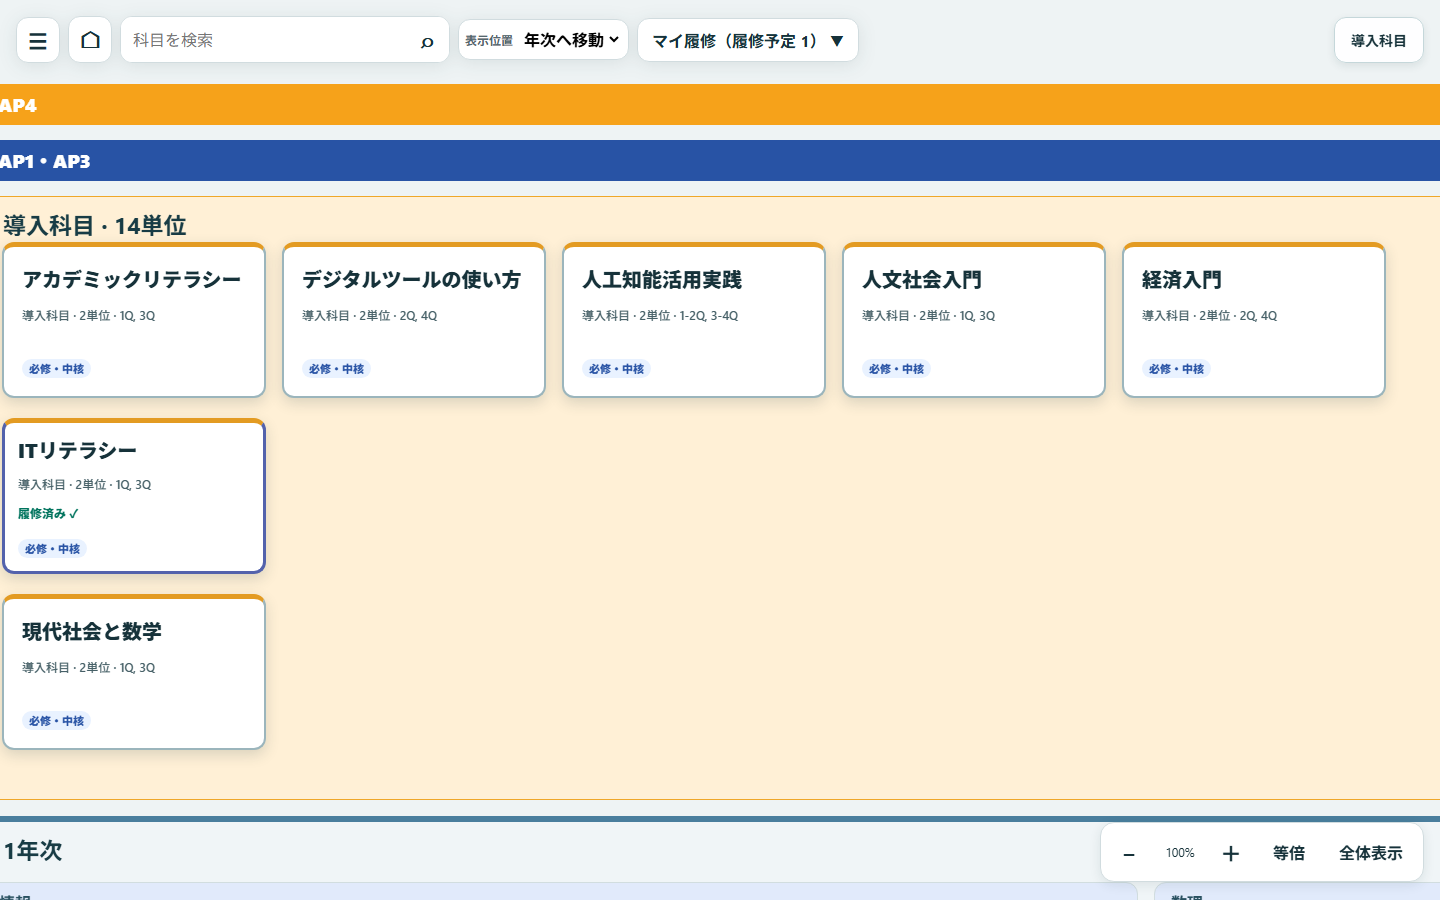 ☰
科目を検索
表示位置 年次へ移動
マイ履修（履修予定 1） ▼
導入科目
AP4
AP1・AP3
導入科目 · 14単位
アカデミックリテラシー
導入科目 · 2単位 · 1Q, 3Q
必修・中核
デジタルツールの使い方
導入科目 · 2単位 · 2Q, 4Q
必修・中核
人工知能活用実践
導入科目 · 2単位 · 1-2Q, 3-4Q
必修・中核
人文社会入門
導入科目 · 2単位 · 1Q, 3Q
必修・中核
経済入門
導入科目 · 2単位 · 2Q, 4Q
必修・中核
ITリテラシー
導入科目 · 2単位 · 1Q, 3Q
履修済み ✓
必修・中核
現代社会と数学
導入科目 · 2単位 · 1Q, 3Q
必修・中核
1年次
− 100% ＋ 等倍 全体表示
情報
数理